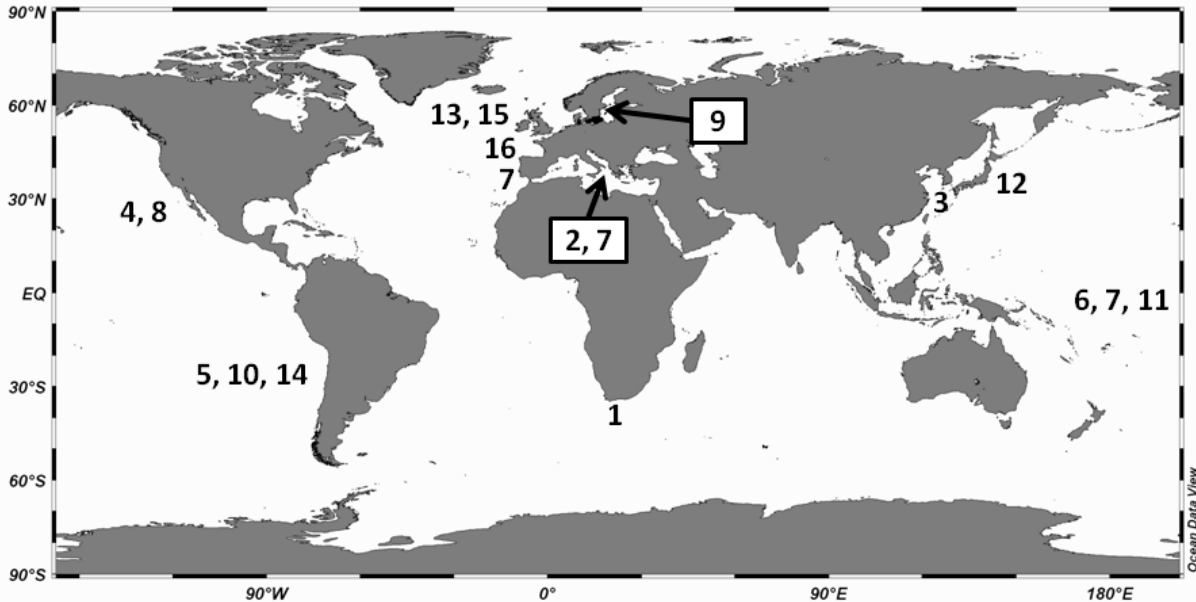 90°N
60°N
13, 15
9
16
7
12
30°N
4, 8
3
2, 7
EQ
6, 7, 11
5, 10, 14
30°S
1
60°S
90°S
90°W
0°
90°E
180°E
Ocean Data View